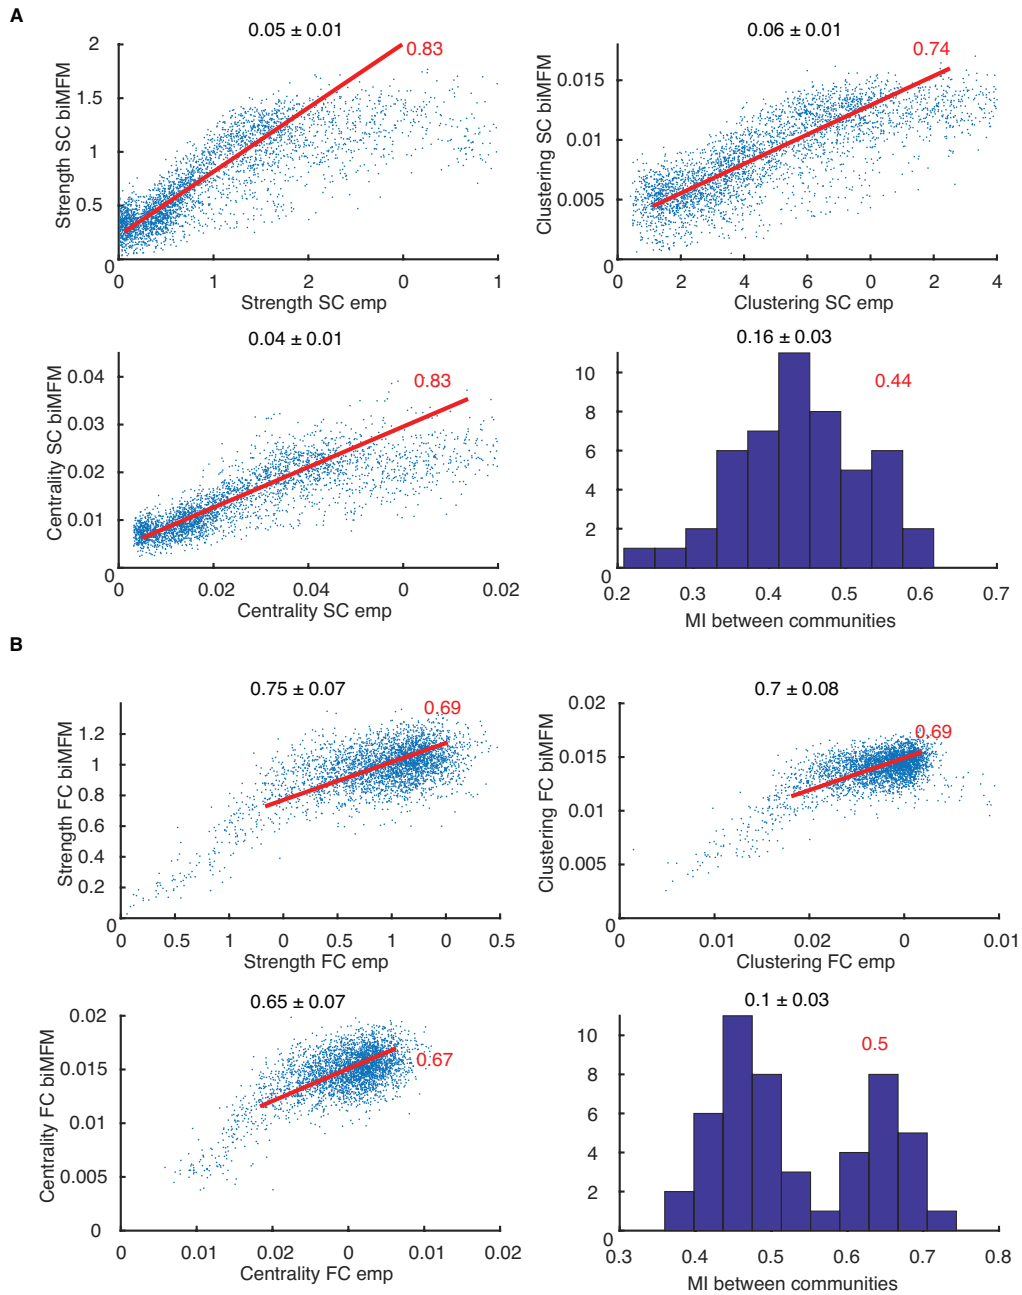 A
0.05 ± 0.01
0.83
2
1.5
1
0.5
0
0 1 2 0 1
Strength SC biMFM
Strength SC emp
0.06 ± 0.01
0.74
0.015
0.01
0.005
0
0 2 4 6 0 2 4
Clustering SC biMFM
Clustering SC emp
0.04 ± 0.01
0.83
0.04
0.03
0.02
0.01
0
0 0.02 0.04 0 0.02
Centrality SC biMFM
Centrality SC emp
0.16 ± 0.03
0.44
10
8
6
4
2
0
0.2 0.3 0.4 0.5 0.6 0.7
MI between communities
B
0.75 ± 0.07
0.69
1.2
1
0.8
0.6
0.4
0.2
0
0 0.5 1 0 0.5 1 0 0.5
Strength FC biMFM
Strength FC emp
0.7 ± 0.08
0.69
0.02
0.015
0.01
0.005
0
0 0.01 0.02 0 0.01
Clustering FC biMFM
Clustering FC emp
0.65 ± 0.07
0.67
0.02
0.015
0.01
0.005
0
0 0.01 0.02 0 0.01 0.02
Centrality FC biMFM
Centrality FC emp
0.1 ± 0.03
0.5
10
8
6
4
2
0
0.3 0.4 0.5 0.6 0.7 0.8
MI between communities